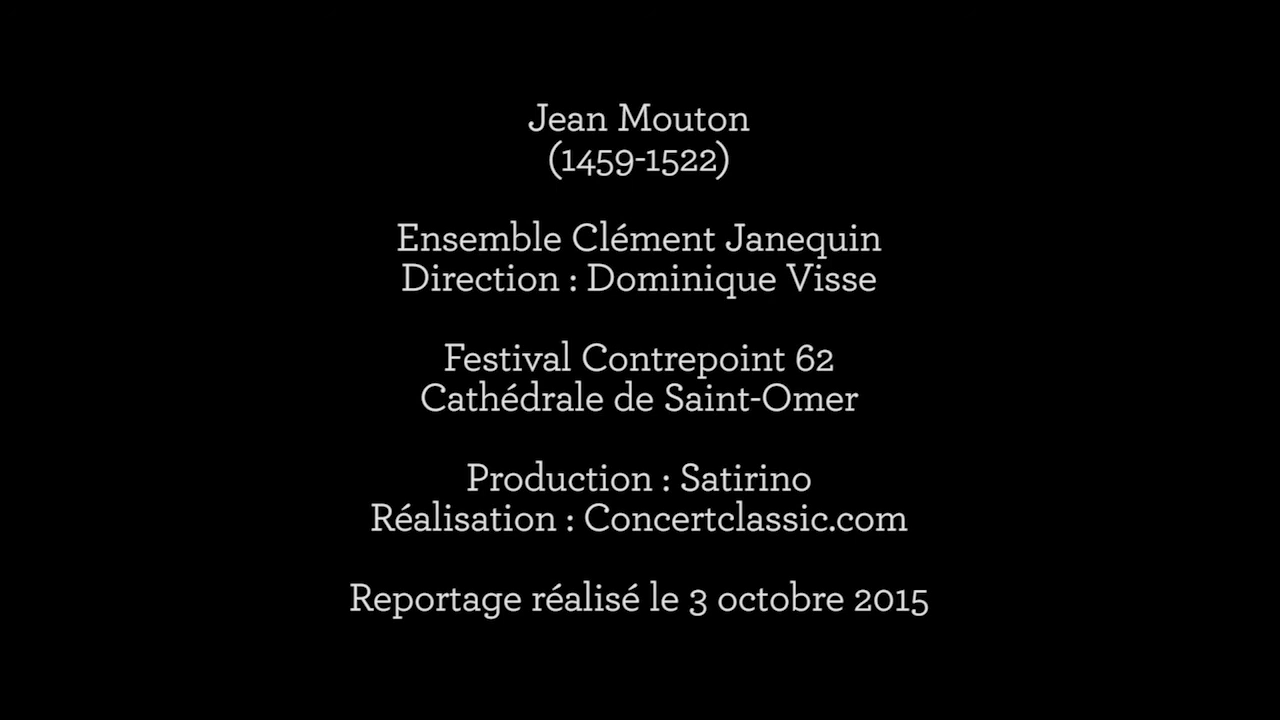 Jean Mouton
(1459-1522)
Ensemble Clément Janequin
Direction : Dominique Visse
Festival Contrepoint 62
Cathédrale de Saint-Omer
Production : Satirino
Réalisation : Concertclassic.com
Reportage réalisé le 3 octobre 2015